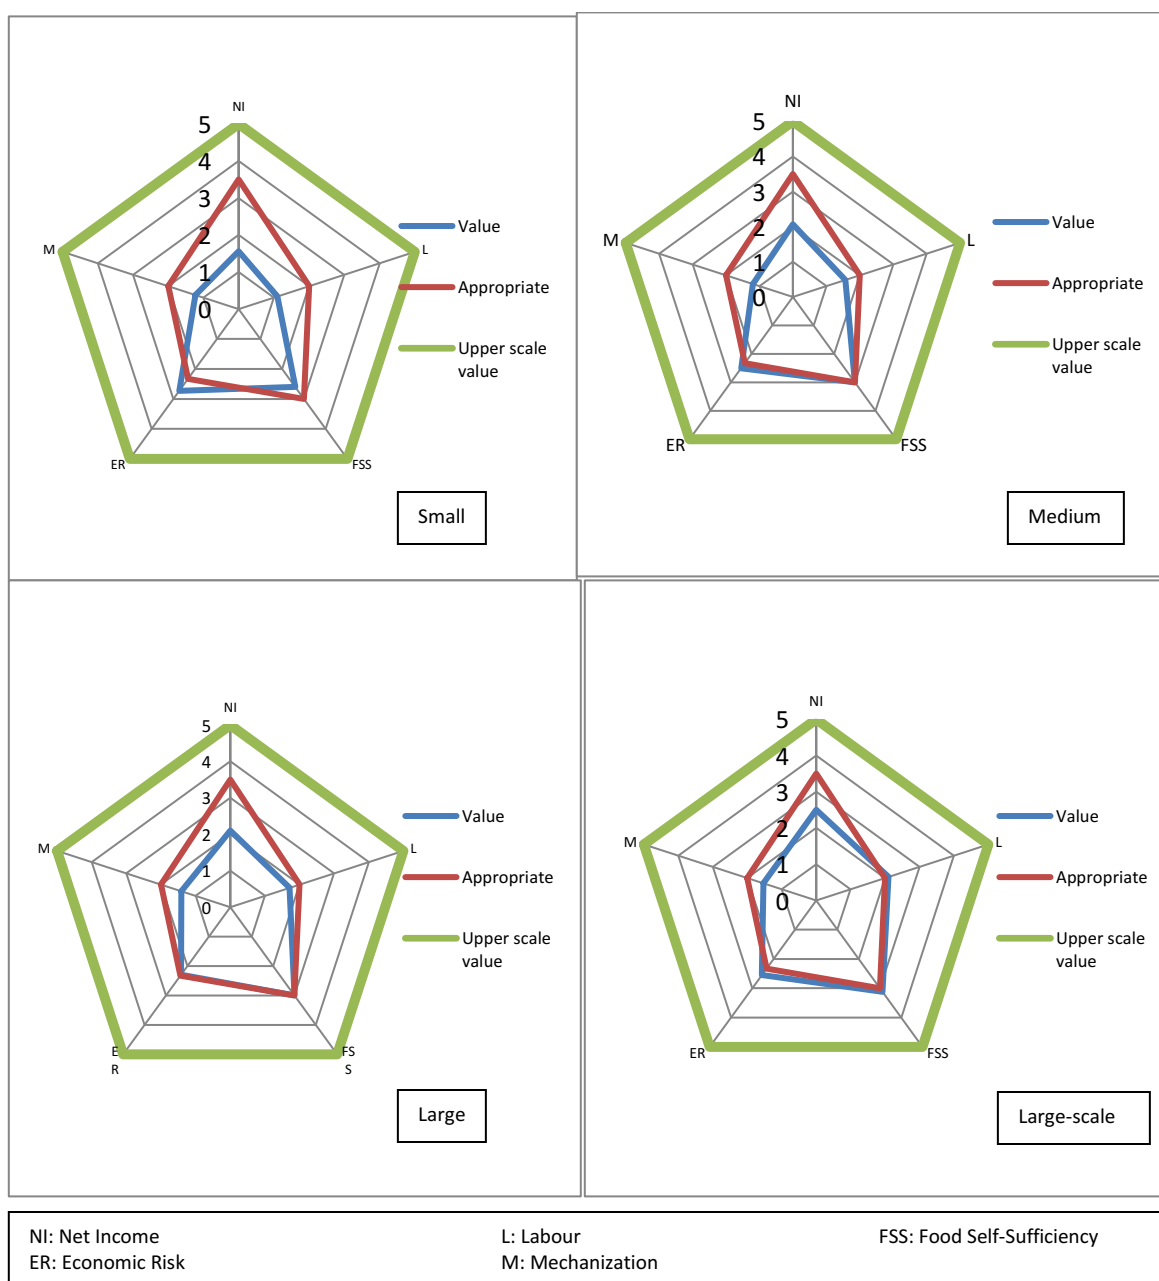 NI
5
4
3
2
1
0
M
L
ER
FSS
Value
Appropriate
Upper scale
value
Small
NI
5
4
3
2
1
0
M
L
ER
FSS
Value
Appropriate
Upper scale
value
Medium
NI
5
4
3
2
1
0
M
L
E
R
FS
S
Value
Appropriate
Upper scale
value
Large
NI
5
4
3
2
1
0
M
L
ER
FSS
Value
Appropriate
Upper scale
value
Large-scale
NI: Net Income L: Labour FSS: Food Self-Sufficiency
ER: Economic Risk M: Mechanization